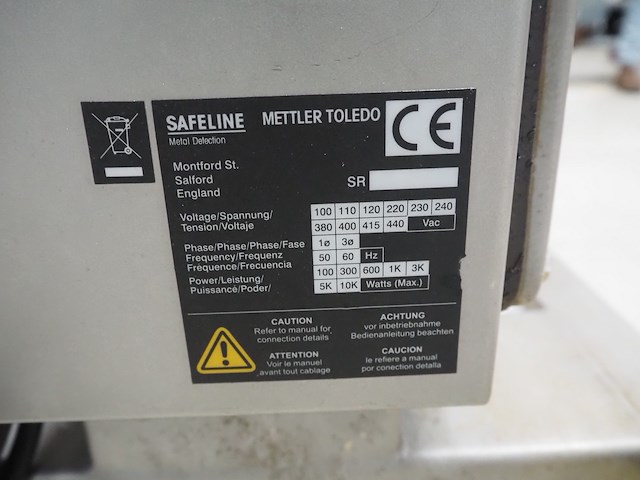 SAFELINE METTLER TOLEDO CE
Metal Detection
Montford St.
Salford
England
SR
Voltage/Spannung/
Tension/Voltaje
100 110 120 220 230 240
380 400 415 440 Vac
Phase/Phase/Phase/Fase
1ø 3ø
Frequency/Frequenz
Fréquence/Frecuencia
50 60 Hz
Power/Leistung/
Puissance/Poder/
100 300 600 1K 3K
5K 10K Watts (Max.)
CAUTION
Refer to manual for
connection details
ATTENTION
Voir le manuel
avant tout cablage
ACHTUNG
vor inbetriebnahme
Bedienanleitung beachten
CAUCION
le refiere a manual
por conection detalla